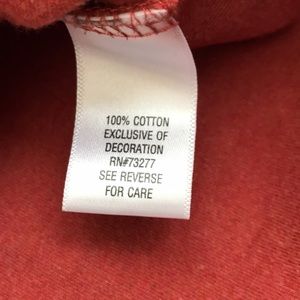 100% COTTON
EXCLUSIVE OF
DECORATION
RN#73277
SEE REVERSE
FOR CARE